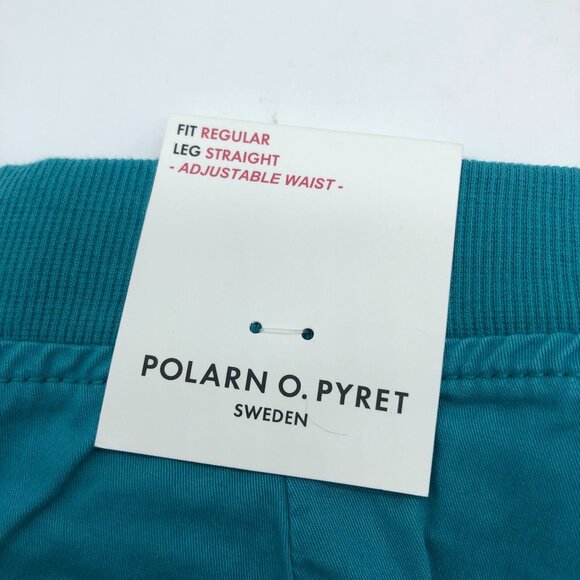 FIT REGULAR
LEG STRAIGHT
- ADJUSTABLE WAIST -
POLARN O. PYRET
SWEDEN